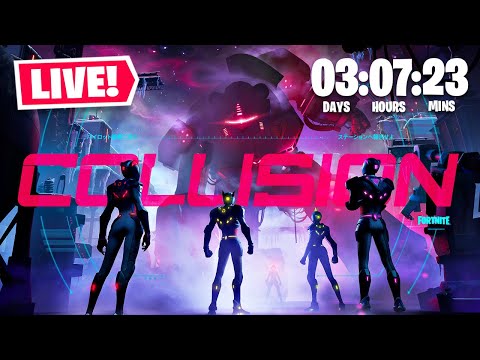 LIVE!
03:07:23
DAYS HOURS MINS
COLLISION
FORTNITE